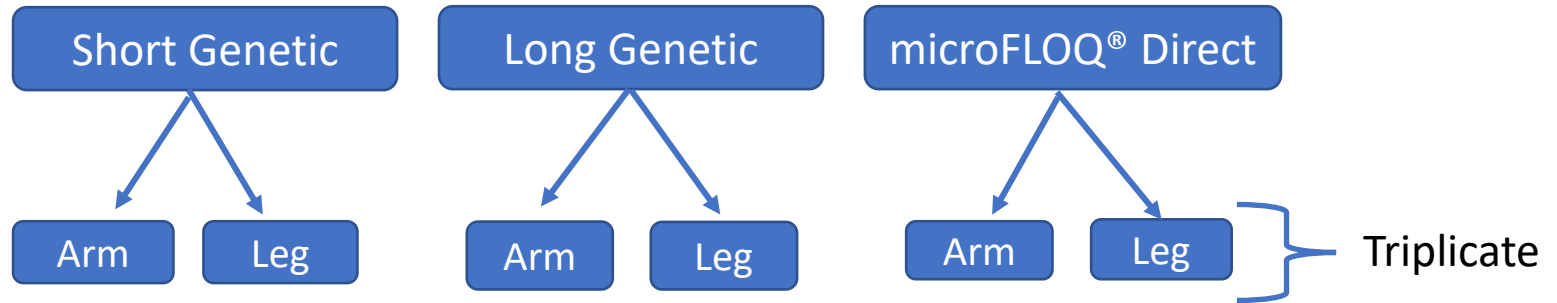 Short Genetic
Long Genetic
microFLOQ® Direct
Arm
Leg
Arm
Leg
Arm
Leg
Triplicate